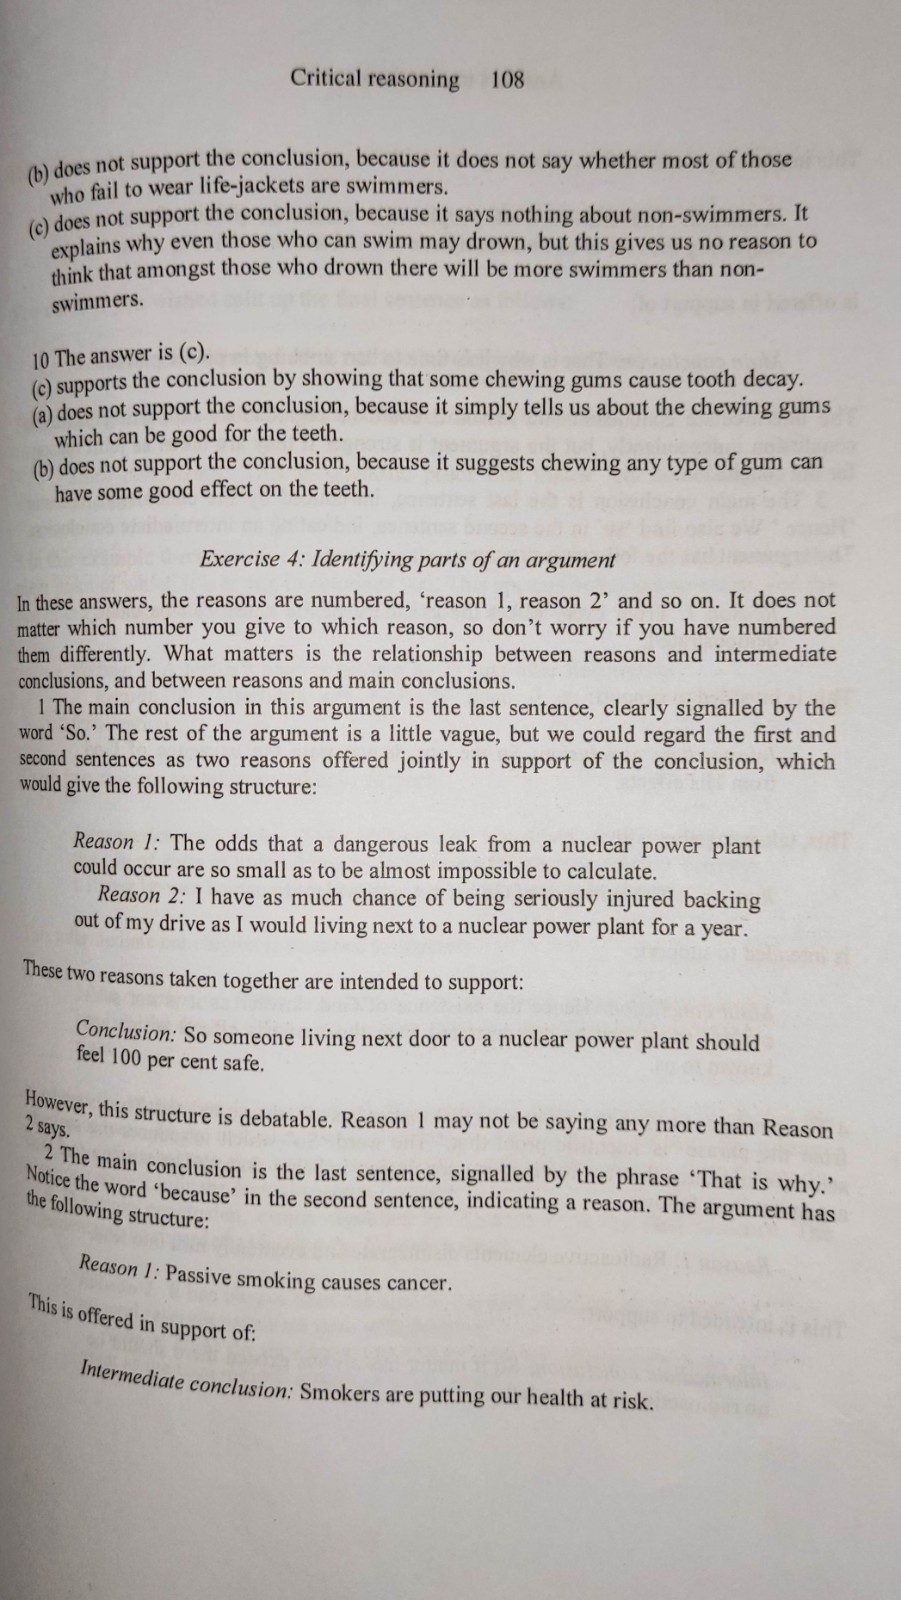 Critical reasoning 108
(b) does not support the conclusion, because it does not say whether most of those
who fail to wear life-jackets are swimmers.
(c) does not support the conclusion, because it says nothing about non-swimmers. It
explains why even those who can swim may drown, but this gives us no reason to
think that amongst those who drown there will be more swimmers than non-
swimmers.
10 The answer is (c).
(c) supports the conclusion by showing that some chewing gums cause tooth decay.
(a) does not support the conclusion, because it simply tells us about the chewing gums
which can be good for the teeth.
(b) does not support the conclusion, because it suggests chewing any type of gum can
have some good effect on the teeth.
Exercise 4: Identifying parts of an argument
In these answers, the reasons are numbered, ‘reason 1, reason 2’ and so on. It does not
matter which number you give to which reason, so don’t worry if you have numbered
them differently. What matters is the relationship between reasons and intermediate
conclusions, and between reasons and main conclusions.
1 The main conclusion in this argument is the last sentence, clearly signalled by the
word ‘So.’ The rest of the argument is a little vague, but we could regard the first and
second sentences as two reasons offered jointly in support of the conclusion, which
would give the following structure:
Reason 1: The odds that a dangerous leak from a nuclear power plant
could occur are so small as to be almost impossible to calculate.
Reason 2: I have as much chance of being seriously injured backing
out of my drive as I would living next to a nuclear power plant for a year.
These two reasons taken together are intended to support:
Conclusion: So someone living next door to a nuclear power plant should
feel 100 per cent safe.
However, this structure is debatable. Reason 1 may not be saying any more than Reason
2 says.
2 The main conclusion is the last sentence, signalled by the phrase ‘That is why.’
Notice the word ‘because’ in the second sentence, indicating a reason. The argument has
the following structure:
Reason 1: Passive smoking causes cancer.
This is offered in support of:
Intermediate conclusion: Smokers are putting our health at risk.